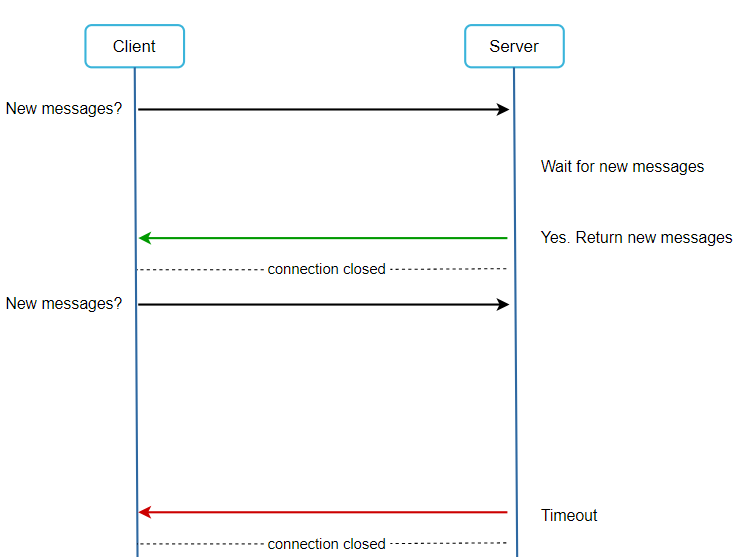 Client
Server
New messages?
Wait for new messages
Yes. Return new messages
connection closed
New messages?
Timeout
connection closed